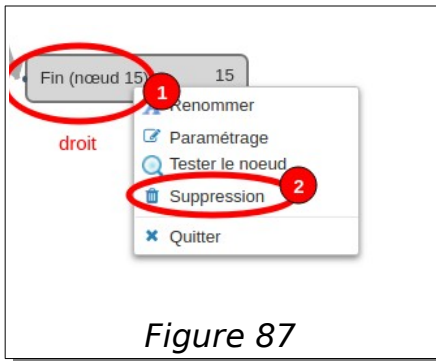 Fin (nœud 15) 15
1
Renommer
droit
Paramétrage
Tester le noeud
Suppression
2
Quitter
Figure 87